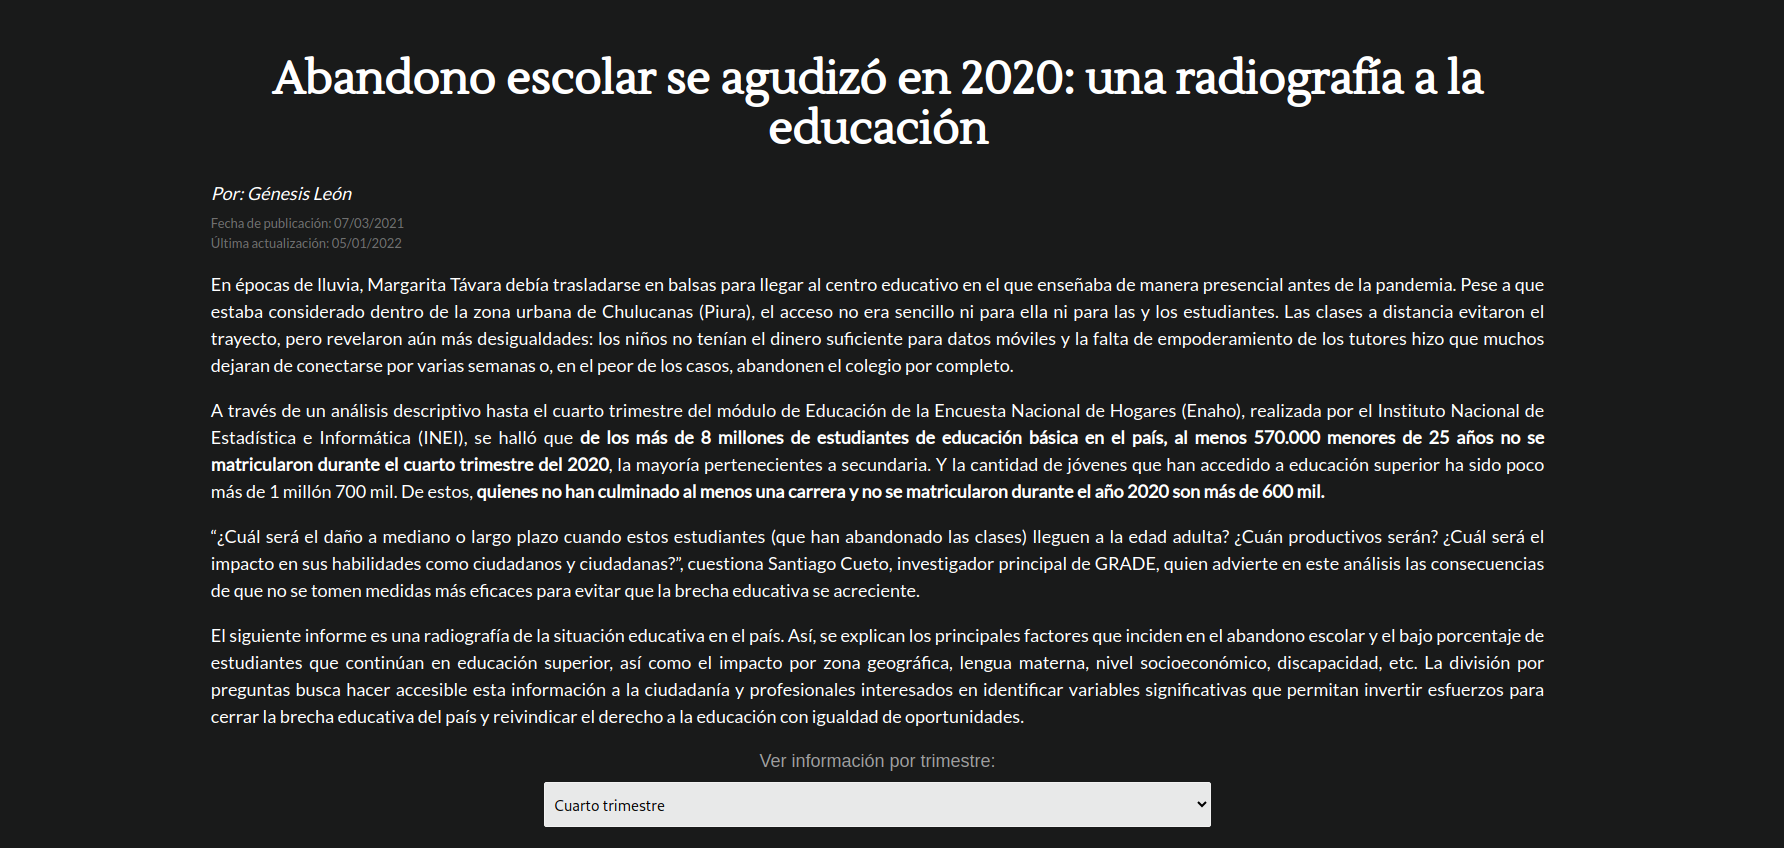 Abandono escolar se agudizó en 2020: una radiografía a la
educación
Por: Génesis León
Fecha de publicación: 07/03/2021
Última actualización: 05/01/2022
En épocas de lluvia, Margarita Távara debía trasladarse en balsas para llegar al centro educativo en el que enseñaba de manera presencial antes de la pandemia. Pese a que
estaba considerado dentro de la zona urbana de Chulucanas (Piura), el acceso no era sencillo ni para ella ni para las y los estudiantes. Las clases a distancia evitaron el
trayecto, pero revelaron aún más desigualdades: los niños no tenían el dinero suficiente para datos móviles y la falta de empoderamiento de los tutores hizo que muchos
dejaran de conectarse por varias semanas o, en el peor de los casos, abandonen el colegio por completo.
A través de un análisis descriptivo hasta el cuarto trimestre del módulo de Educación de la Encuesta Nacional de Hogares (Enaho), realizada por el Instituto Nacional de
Estadística e Informática (INEI), se halló que de los más de 8 millones de estudiantes de educación básica en el país, al menos 570.000 menores de 25 años no se
matricularon durante el cuarto trimestre del 2020, la mayoría pertenecientes a secundaria. Y la cantidad de jóvenes que han accedido a educación superior ha sido poco
más de 1 millón 700 mil. De estos, quienes no han culminado al menos una carrera y no se matricularon durante el año 2020 son más de 600 mil.
“¿Cuál será el daño a mediano o largo plazo cuando estos estudiantes (que han abandonado las clases) lleguen a la edad adulta? ¿Cuán productivos serán? ¿Cuál será el
impacto en sus habilidades como ciudadanos y ciudadanas?”, cuestiona Santiago Cueto, investigador principal de GRADE, quien advierte en este análisis las consecuencias
de que no se tomen medidas más eficaces para evitar que la brecha educativa se acreciente.
El siguiente informe es una radiografía de la situación educativa en el país. Así, se explican los principales factores que inciden en el abandono escolar y el bajo porcentaje de
estudiantes que continúan en educación superior, así como el impacto por zona geográfica, lengua materna, nivel socioeconómico, discapacidad, etc. La división por
preguntas busca hacer accesible esta información a la ciudadanía y profesionales interesados en identificar variables significativas que permitan invertir esfuerzos para
cerrar la brecha educativa del país y reivindicar el derecho a la educación con igualdad de oportunidades.
Ver información por trimestre:
Cuarto trimestre